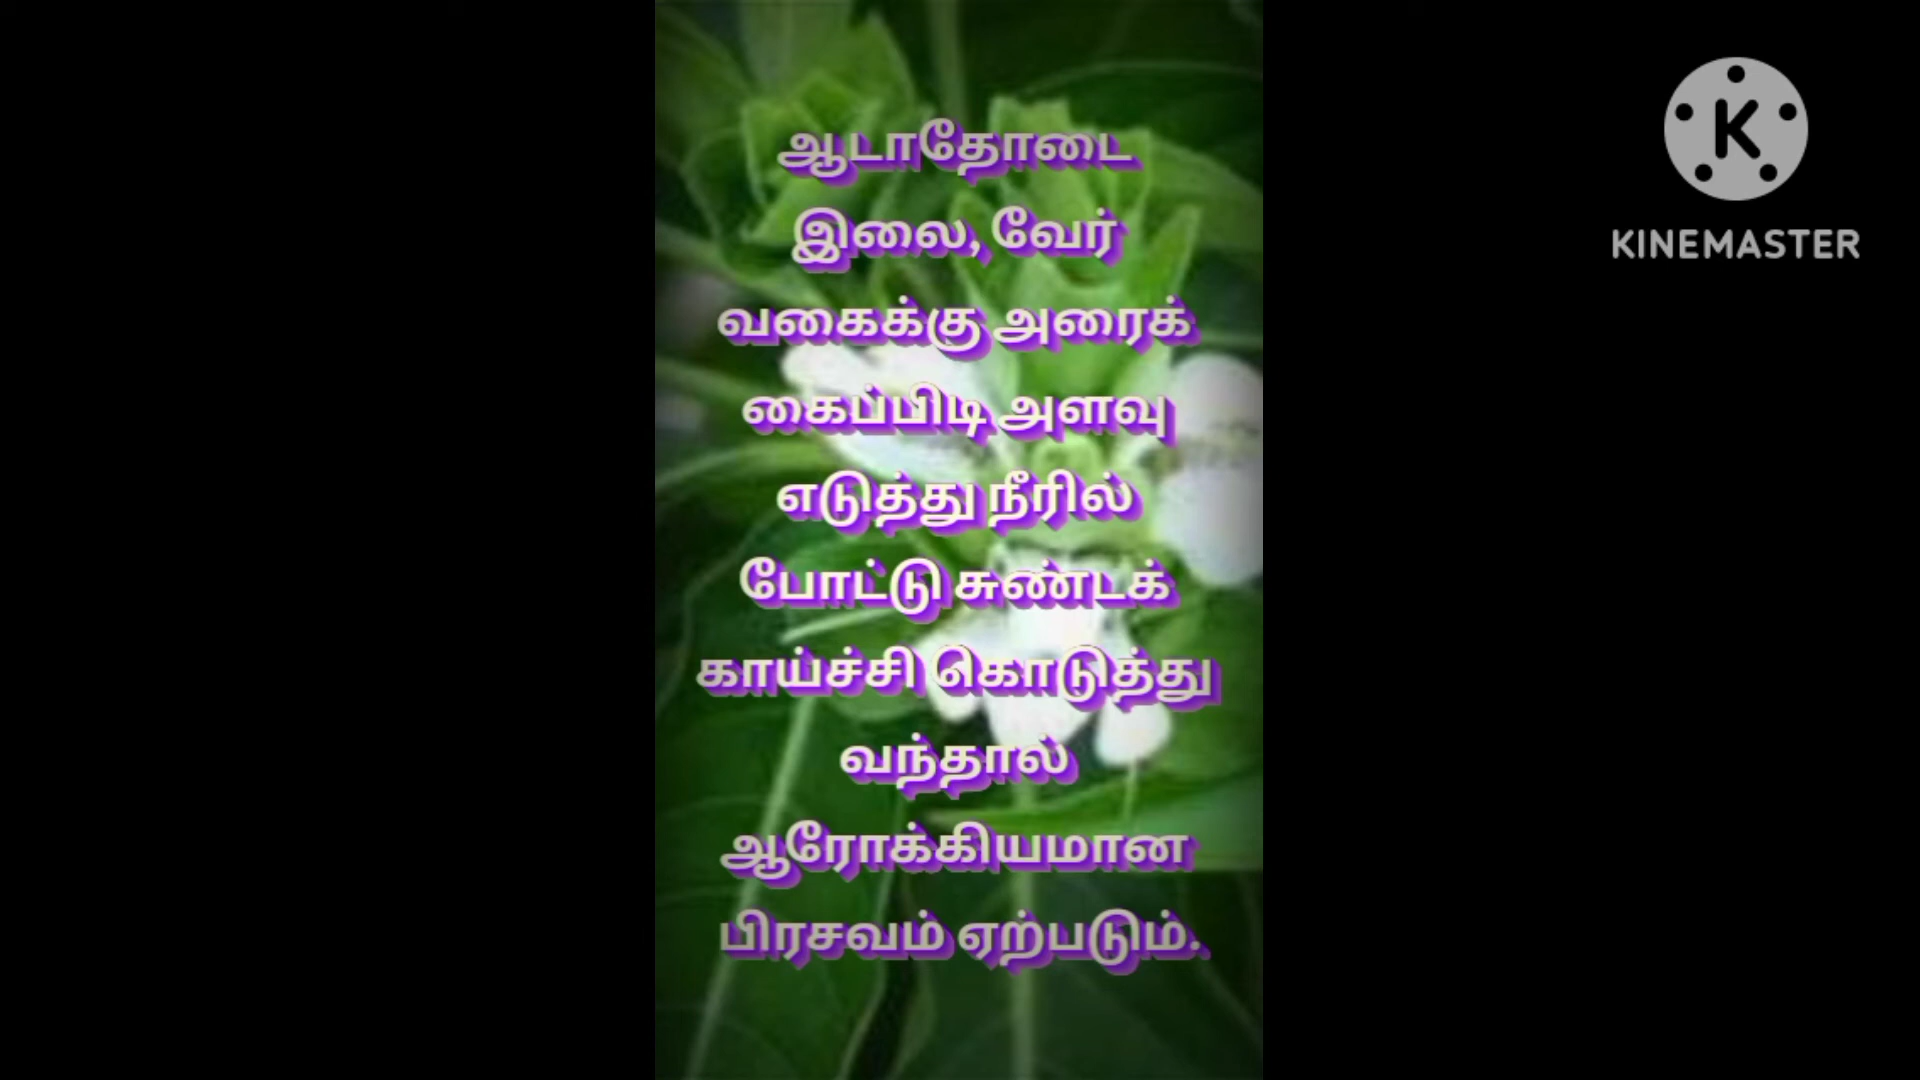 ஆடாதோடை
இலை, வேர்
வகைக்கு அரைக்
கைப்பிடி அளவு
எடுத்து நீரில்
போட்டு சுண்டக்
காய்ச்சி கொடுத்து
வந்தால்
ஆரோக்கியமான
பிரசவம் ஏற்படும்.
K
KINEMASTER